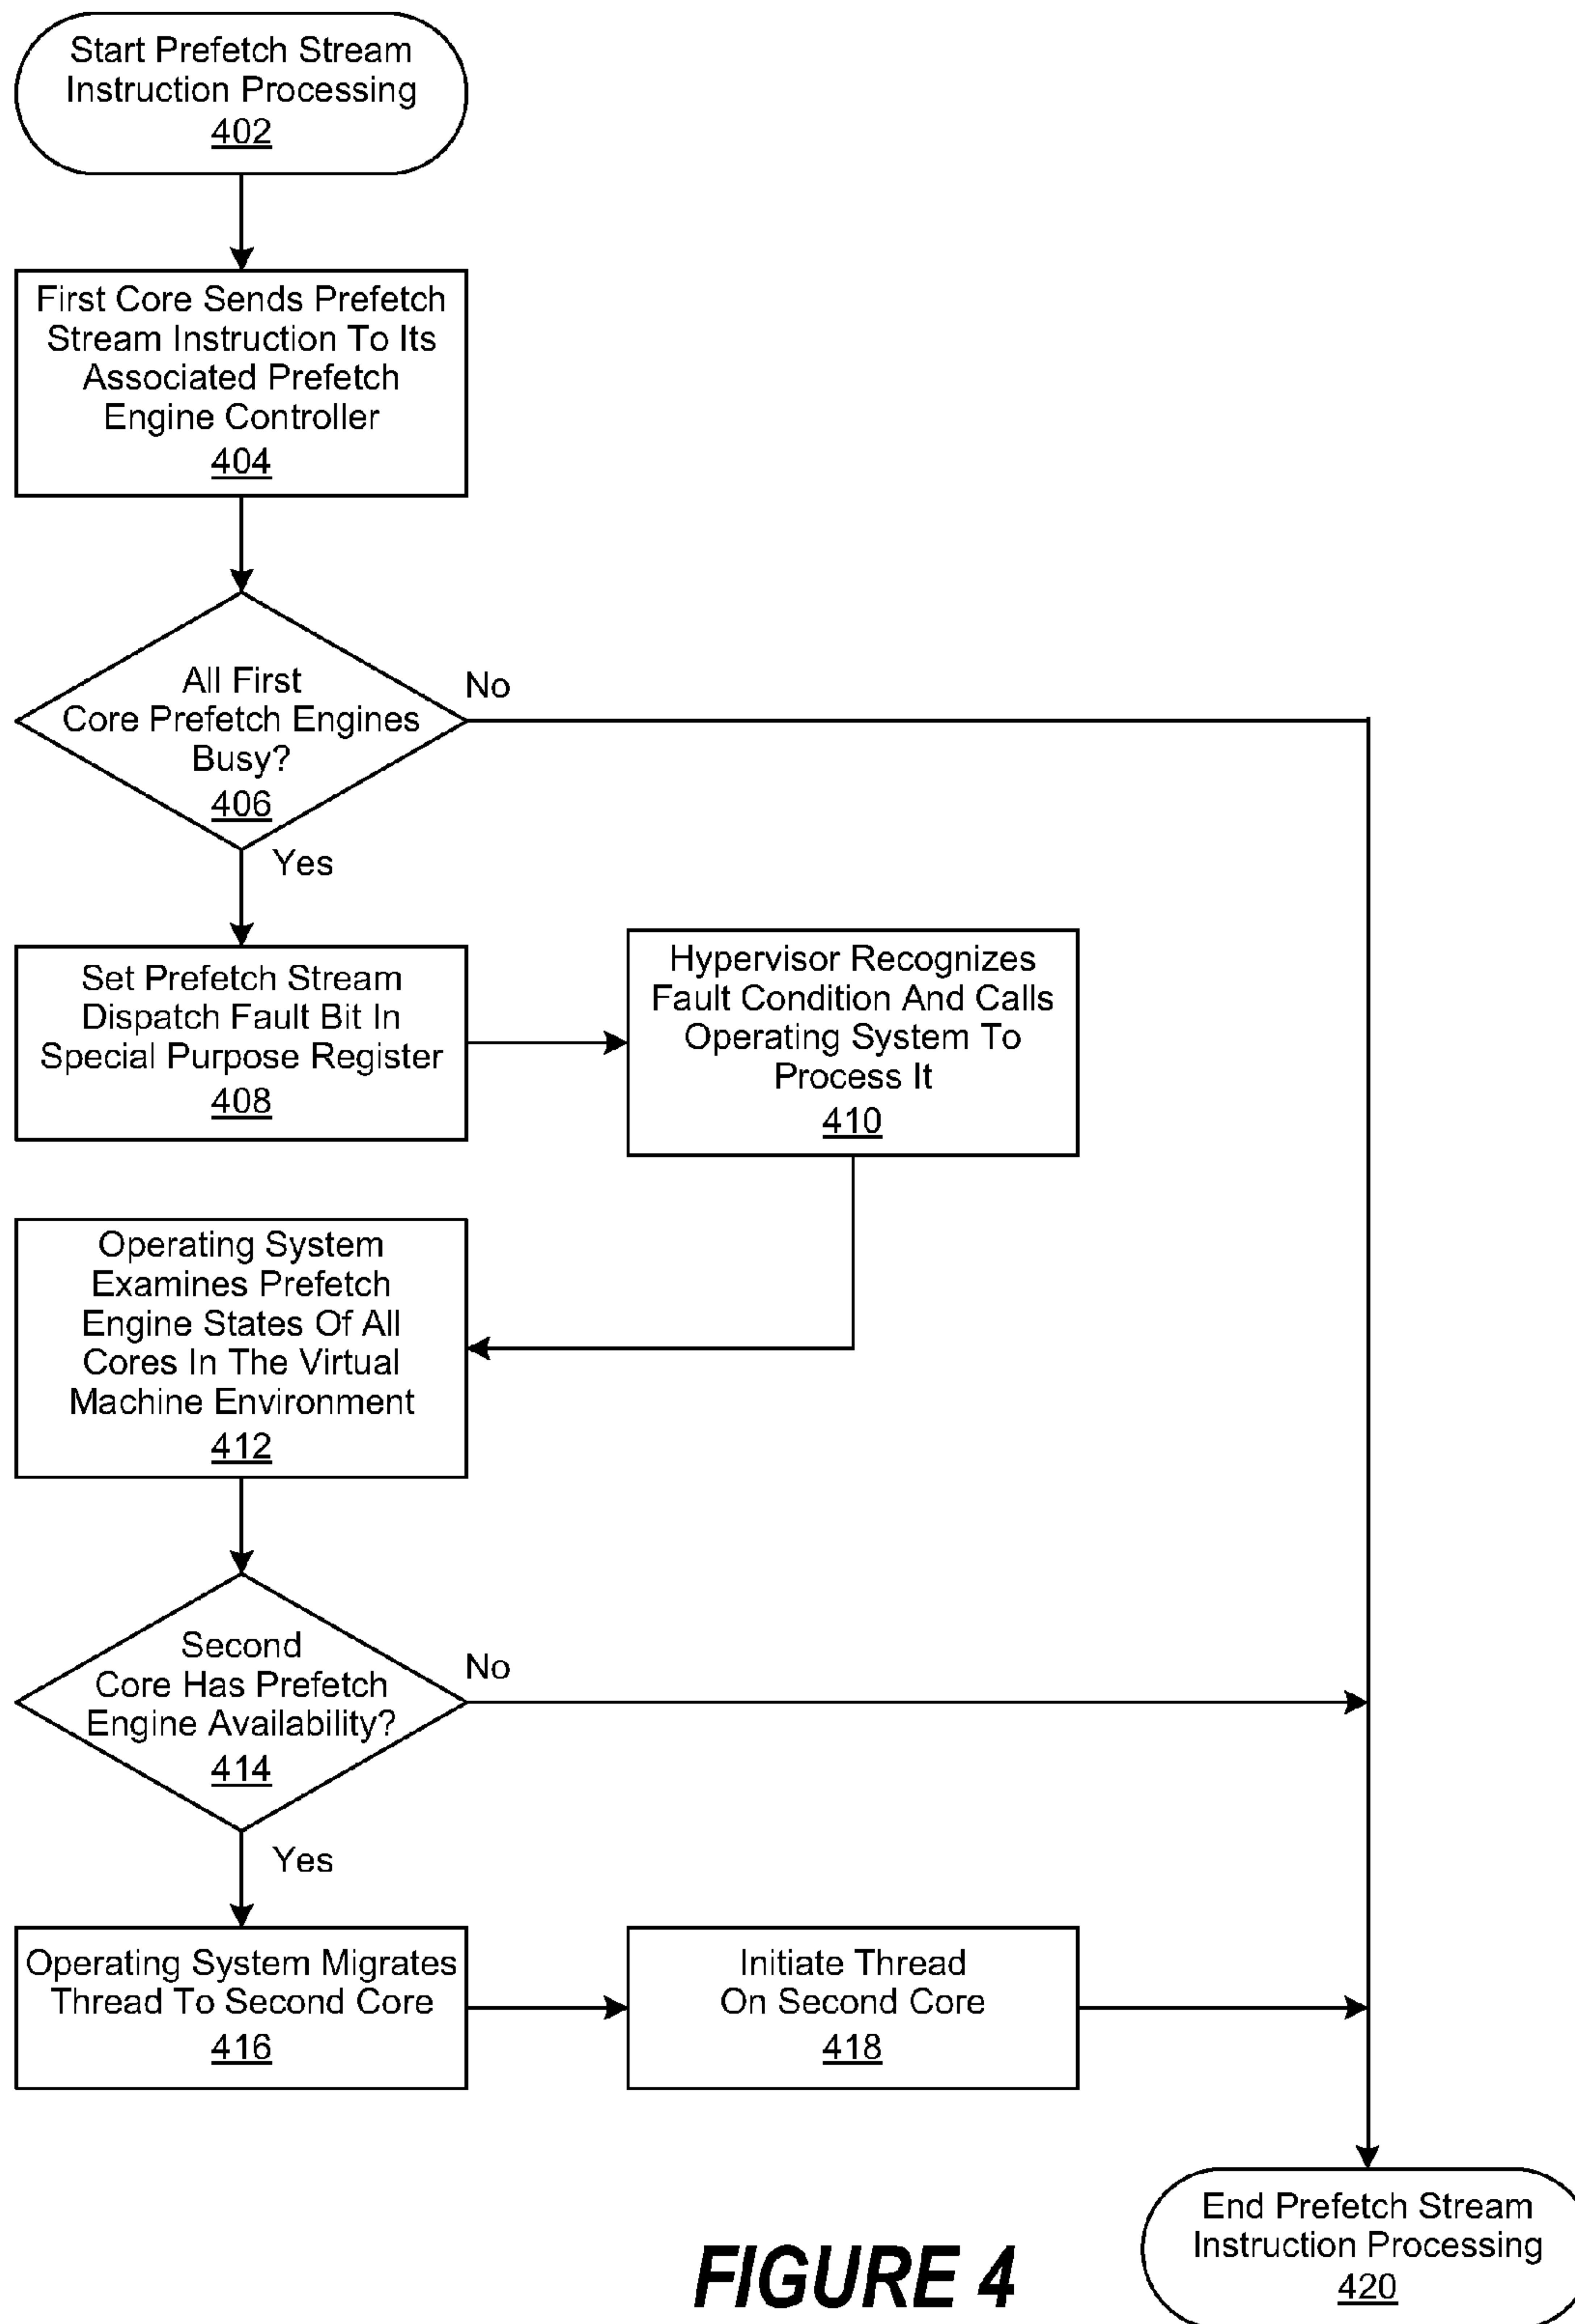 Start Prefetch Stream
Instruction Processing
402
First Core Sends Prefetch
Stream Instruction To Its
Associated Prefetch
Engine Controller
404
All First
Core Prefetch Engines
Busy?
406
No
Yes
Set Prefetch Stream
Dispatch Fault Bit In
Special Purpose Register
408
Hypervisor Recognizes
Fault Condition And Calls
Operating System To
Process It
410
Operating System
Examines Prefetch
Engine States Of All
Cores In The Virtual
Machine Environment
412
Second
Core Has Prefetch
Engine Availability?
414
No
Yes
Operating System Migrates
Thread To Second Core
416
Initiate Thread
On Second Core
418
End Prefetch Stream
Instruction Processing
420
FIGURE 4